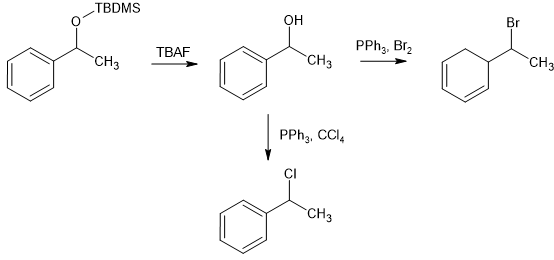 TBDMS
O
CH3
TBAF
OH
CH3
PPh3, Br2
Br
CH3
PPh3, CCl4
Cl
CH3